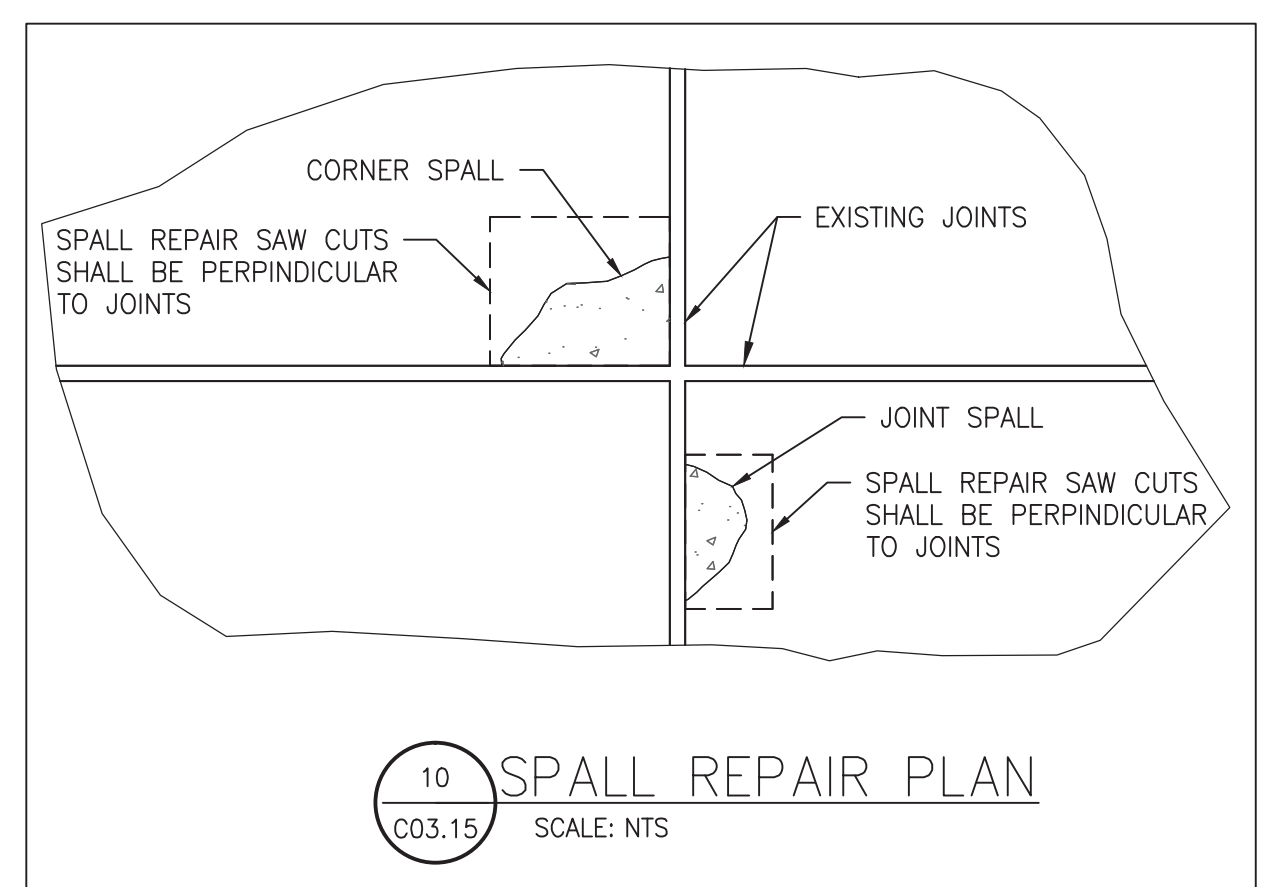 CORNER SPALL
EXISTING JOINTS
SPALL REPAIR SAW CUTS
SHALL BE PERPINDICULAR
TO JOINTS
JOINT SPALL
SPALL REPAIR SAW CUTS
SHALL BE PERPINDICULAR
TO JOINTS
10
C03.15
SPALL REPAIR PLAN
SCALE: NTS